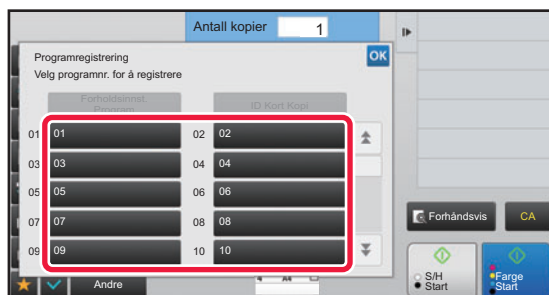 Antall kopier 1
Programregistrering
OK
Velg programnr. for å registrere
Forholdsinnst.
Program
ID Kort Kopi
01 01 02 02
03 03 04 04
05 05 06 06
07 07 08 08
09 09 10 10
Forhåndsvis
CA
Andre
A4
S/H
Start
Farge
Start